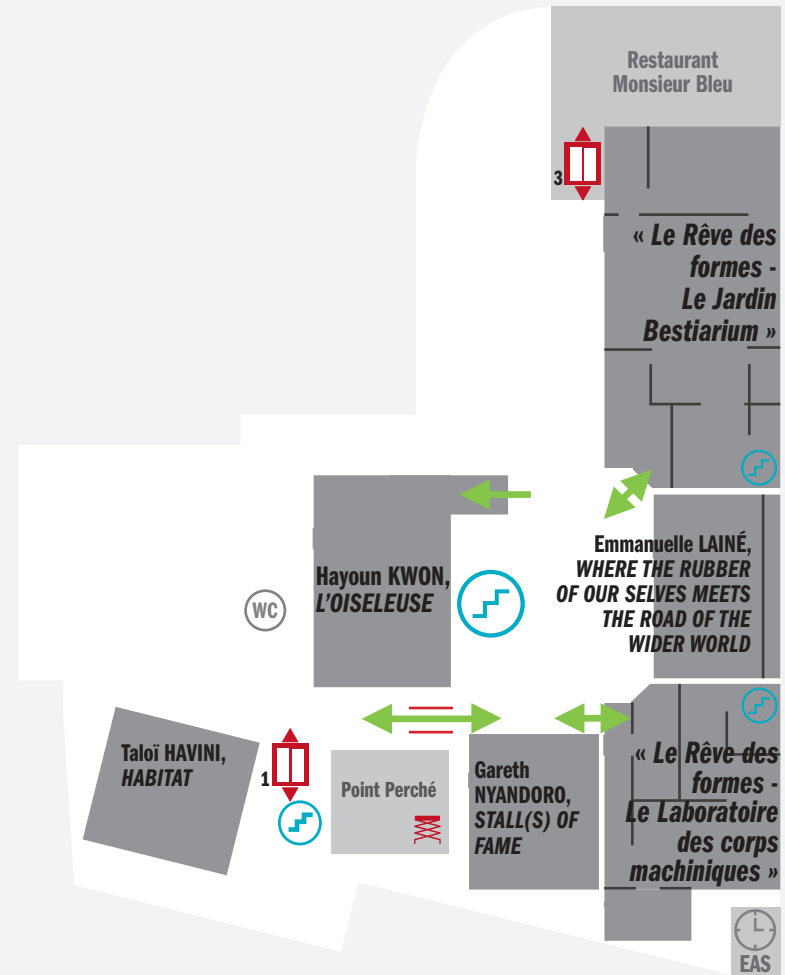 Restaurant
Monsieur Bleu
3
« Le Rêve des
formes -
Le Jardin
Bestiarium »
Emmanuelle LAINÉ,
WHERE THE RUBBER
OF OUR SELVES MEETS
THE ROAD OF THE
WIDER WORLD
Hayoun KWON,
L'OISELEUSE
WC
Taloï HAVINI,
HABITAT
1
Point Perché
Gareth
NYANDORO,
STALL(S) OF
FAME
« Le Rêve des
formes -
Le Laboratoire
des corps
machiniques »
EAS